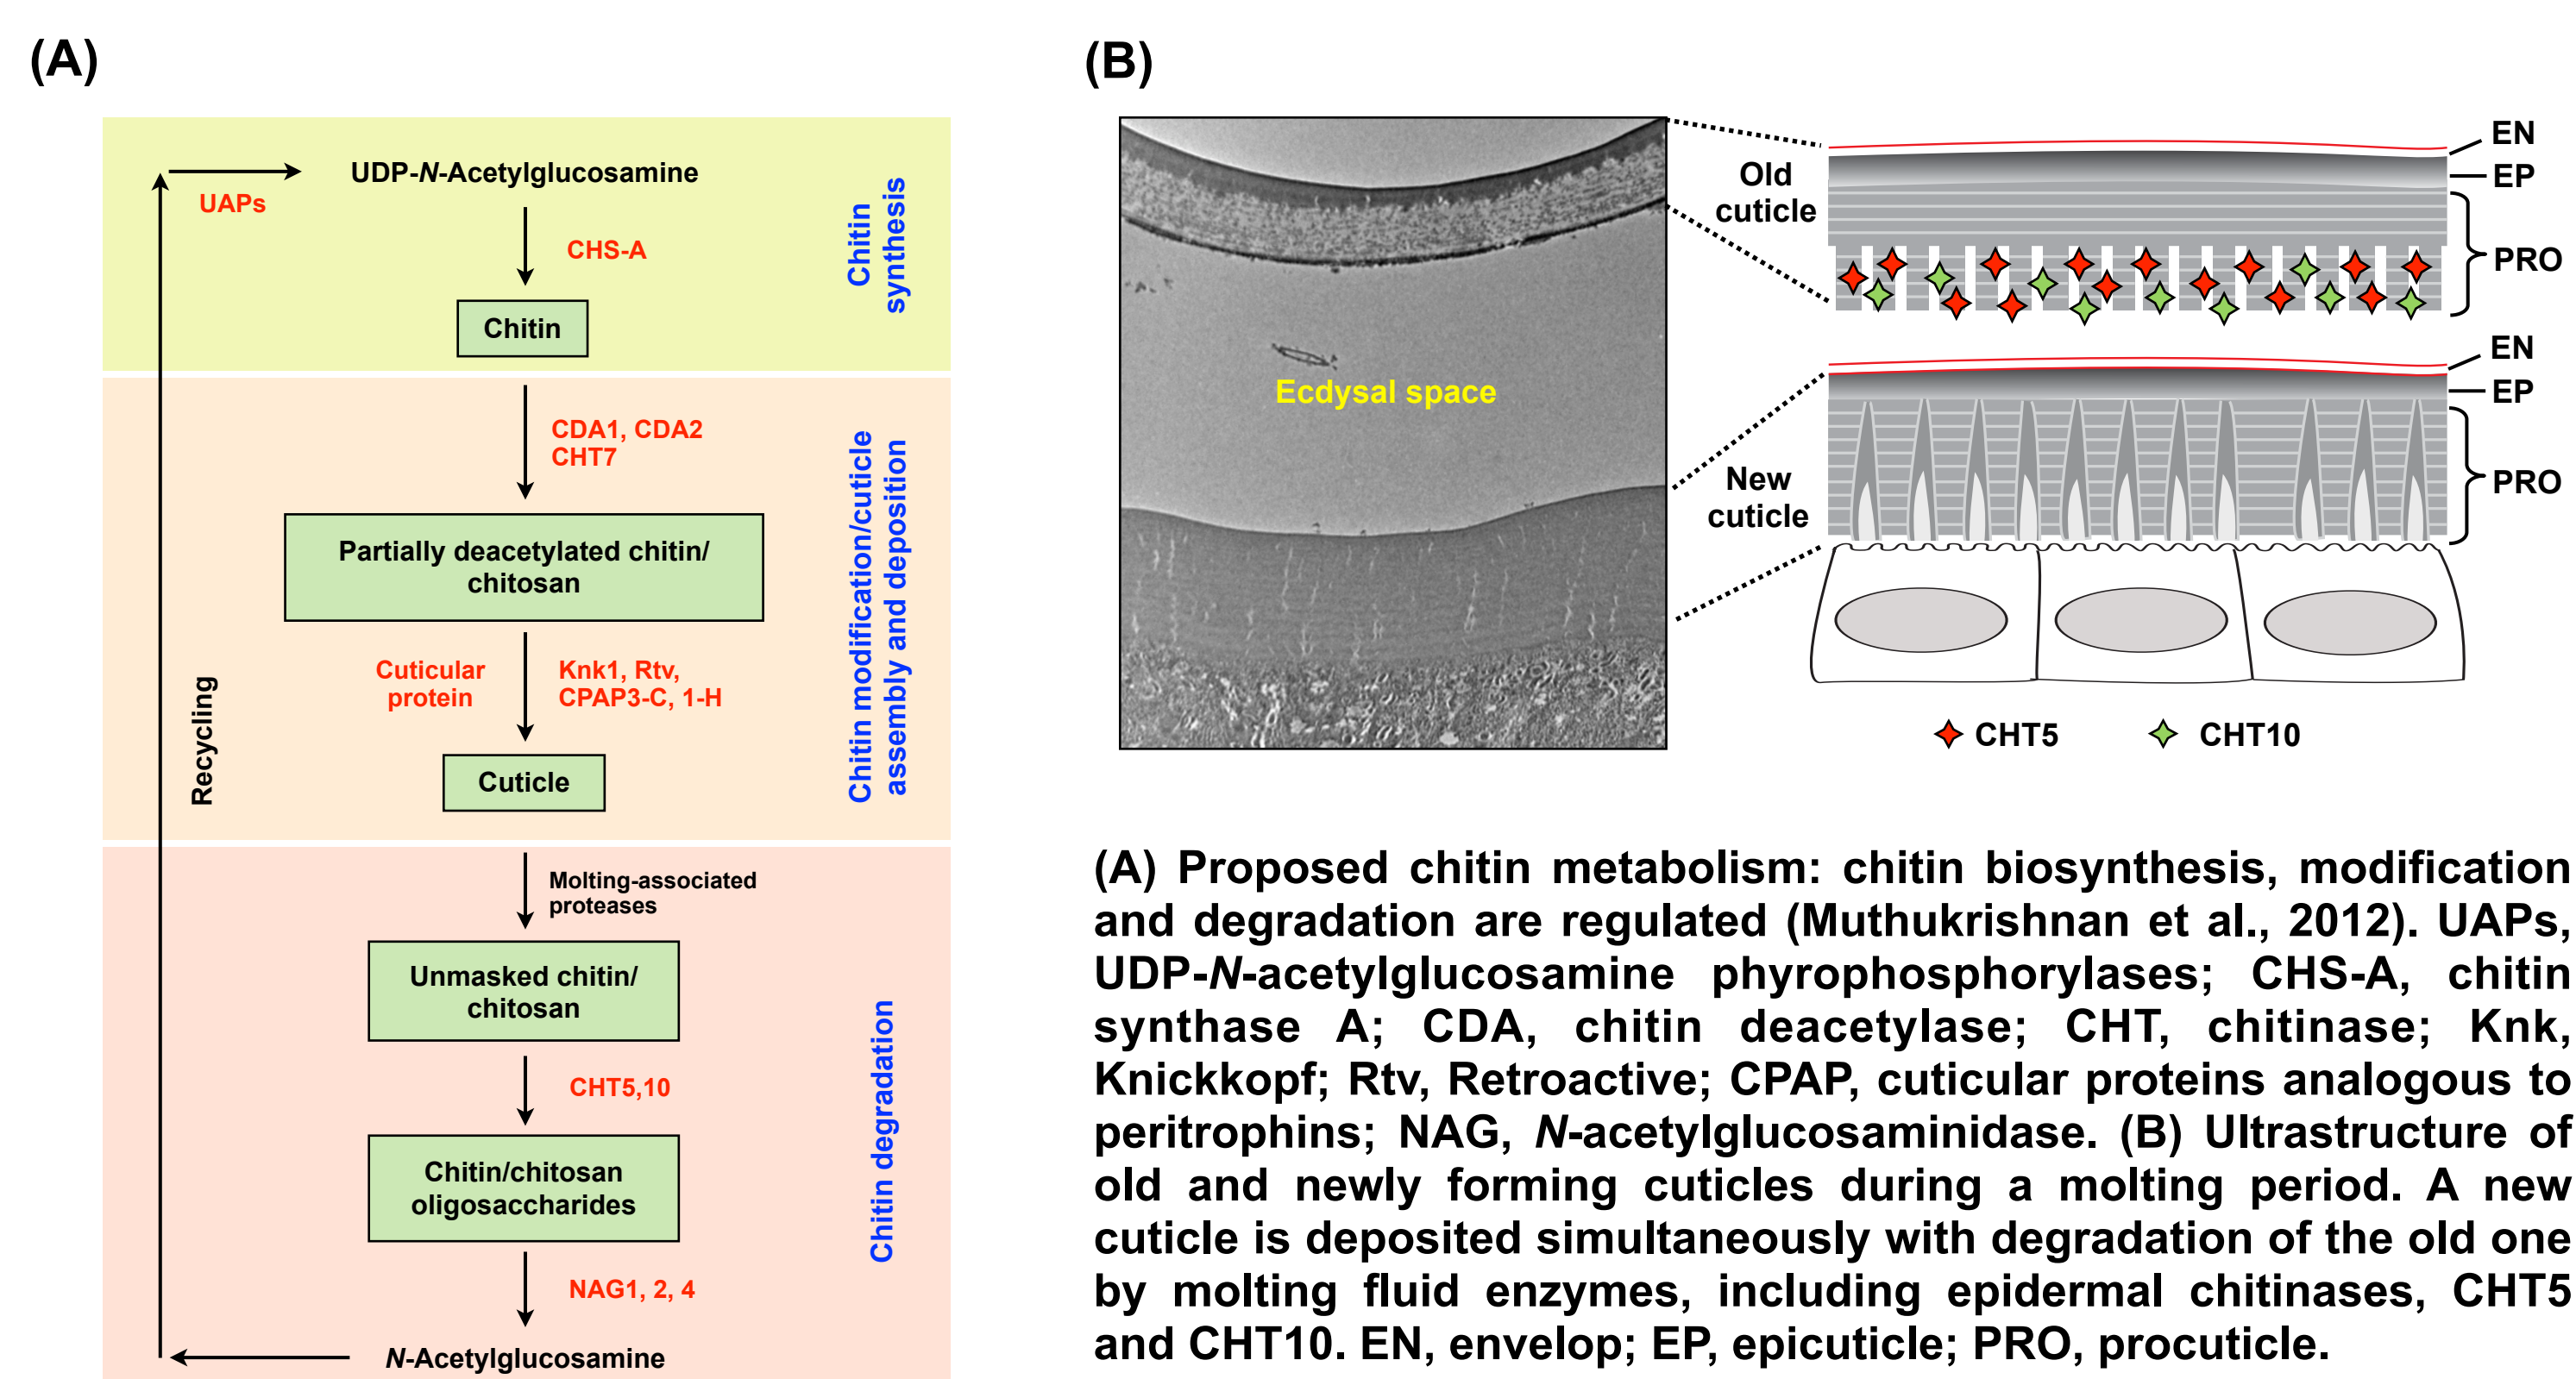 (A)
UDP-N-Acetylglucosamine
UAPs
CHS-A
Chitin
Chitin
synthesis
CDA1, CDA2
CHT7
Partially deacetylated chitin/
chitosan
Cuticular
protein
Knk1, Rtv,
CPAP3-C, 1-H
Cuticle
Chitin modification/cuticle
assembly and deposition
Recycling
Molting-associated
proteases
Unmasked chitin/
chitosan
CHT5,10
Chitin/chitosan
oligosaccharides
NAG1, 2, 4
N-Acetylglucosamine
Chitin degradation
(B)
Ecdysal space
Old
cuticle
EN
EP
PRO
New
cuticle
EN
EP
PRO
CHT5
CHT10
(A) Proposed chitin metabolism: chitin biosynthesis, modification
and degradation are regulated (Muthukrishnan et al., 2012). UAPs,
UDP-N-acetylglucosamine phyrophosphorylases; CHS-A, chitin
synthase A; CDA, chitin deacetylase; CHT, chitinase; Knk,
Knickkopf; Rtv, Retroactive; CPAP, cuticular proteins analogous to
peritrophins; NAG, N-acetylglucosaminidase. (B) Ultrastructure of
old and newly forming cuticles during a molting period. A new
cuticle is deposited simultaneously with degradation of the old one
by molting fluid enzymes, including epidermal chitinases, CHT5
and CHT10. EN, envelop; EP, epicuticle; PRO, procuticle.